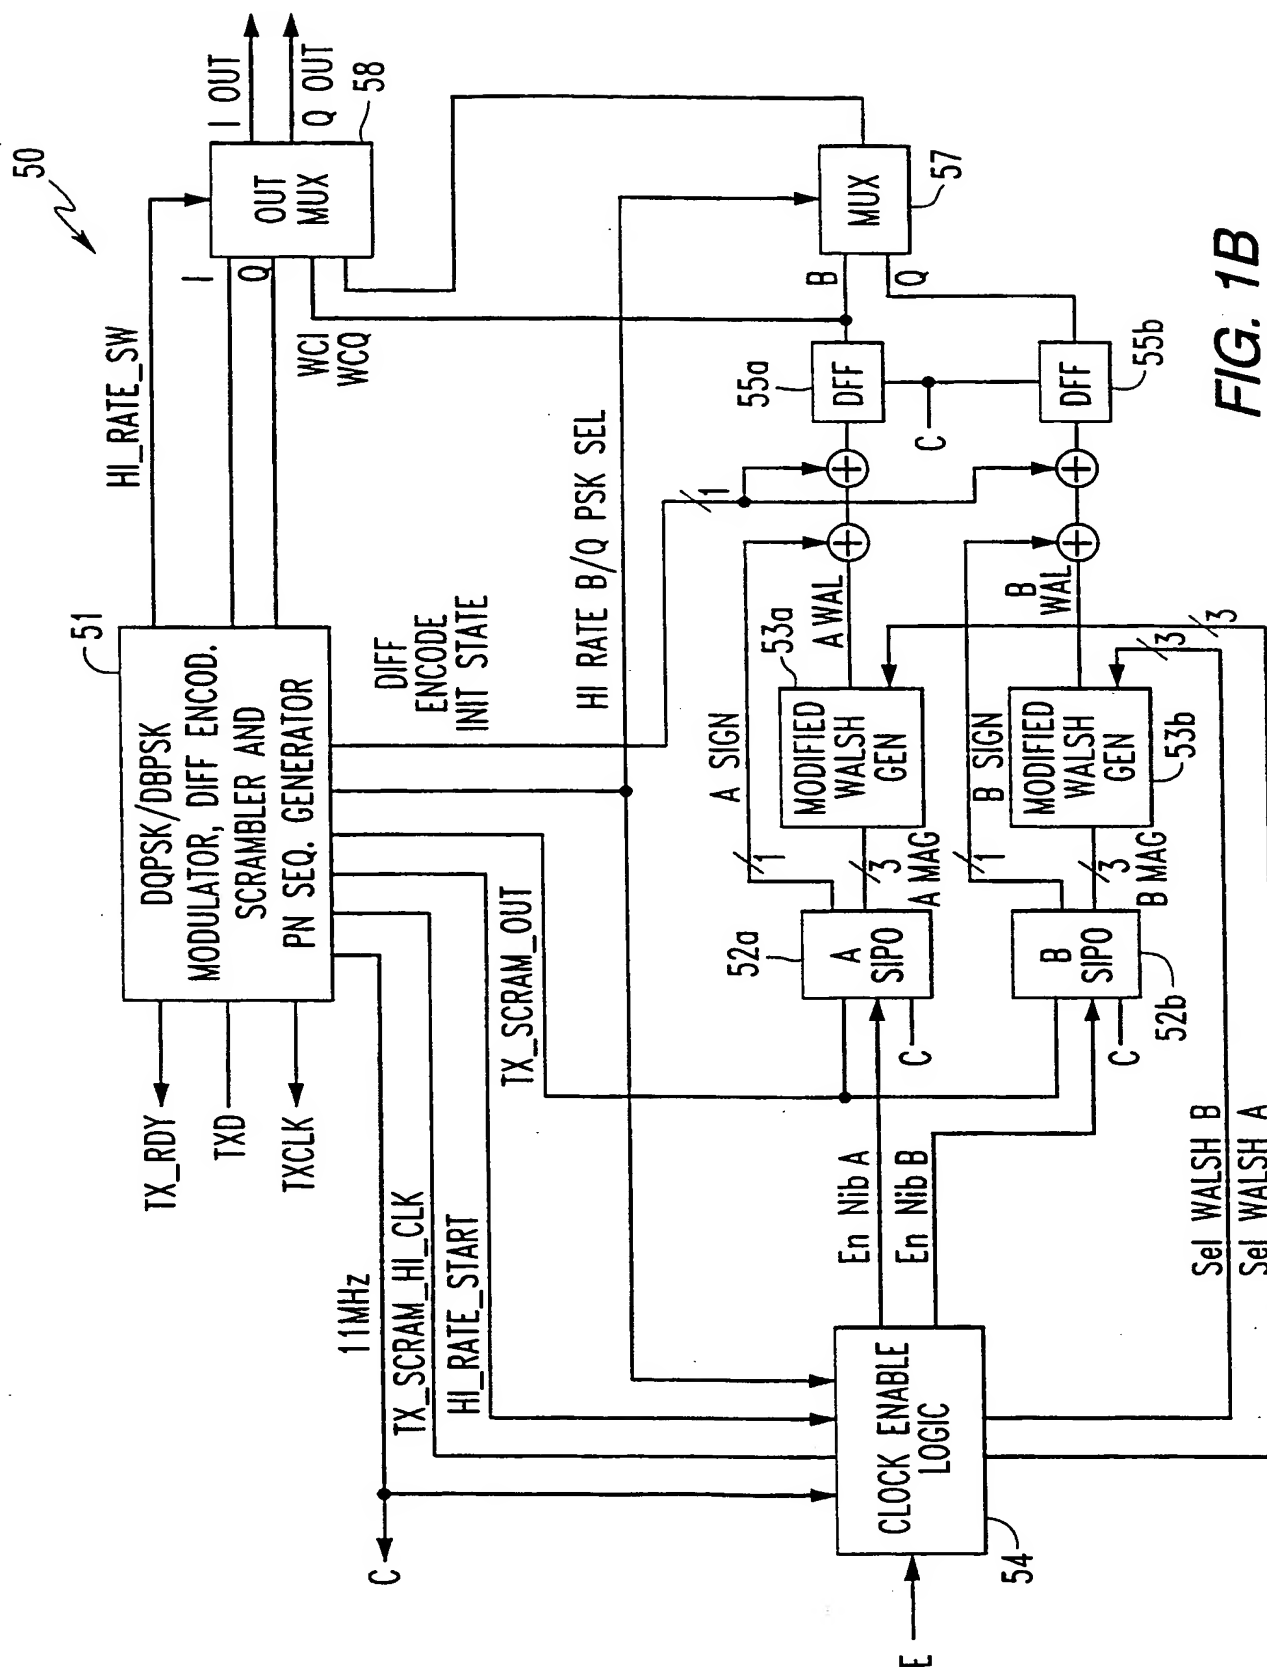 50
HI_RATE_SW
I OUT
Q OUT
OUT
MUX
58
I
Q
WCI
WCQ
51
DQPSK/DBPSK
MODULATOR, DIFF ENCOD.
SCRAMBLER AND
PN SEQ. GENERATOR
TX_RDY
TXD
TXCLK
DIFF
ENCODE
INIT STATE
HI RATE B/Q PSK SEL
11MHz
TX_SCRAM_HI_CLK
HI_RATE_START
TX_SCRAM_OUT
C
1
MUX
57
B
Q
55a
DFF
C
DFF
55b
A SIGN
1
53a
MODIFIED
WALSH
GEN
A WAL
52a
A
SIPO
C
3
A MAG
B SIGN
1
MODIFIED
WALSH
GEN
53b
B
WAL
B
SIPO
52b
C
3
B MAG
3
3
En Nib A
En Nib B
CLOCK ENABLE
LOGIC
54
E
Sel WALSH B
Sel WALSH A
FIG. 1B